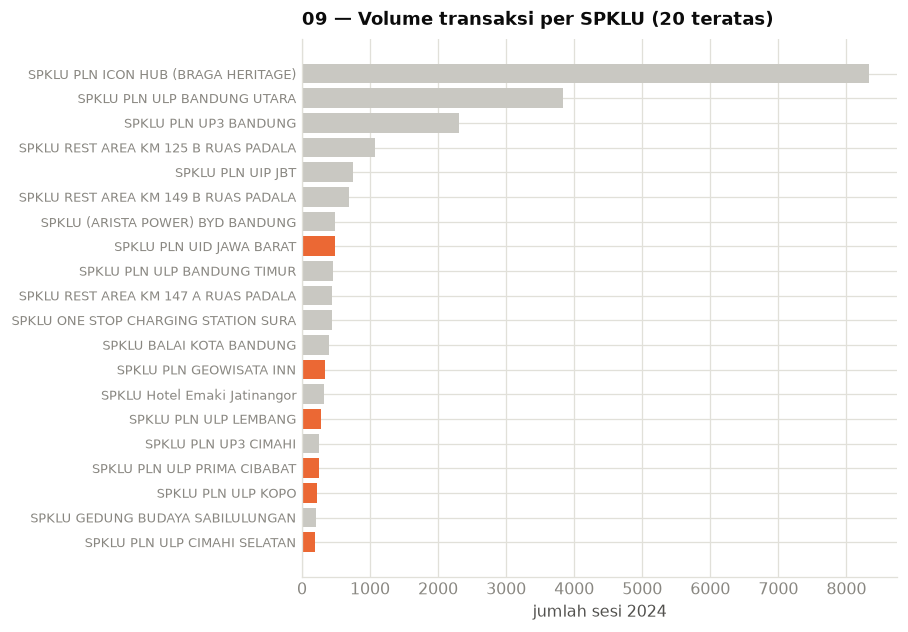 09 — Volume transaksi per SPKLU (20 teratas)
SPKLU PLN ICON HUB (BRAGA HERITAGE)
SPKLU PLN ULP BANDUNG UTARA
SPKLU PLN UP3 BANDUNG
SPKLU REST AREA KM 125 B RUAS PADALA
SPKLU PLN UIP JBT
SPKLU REST AREA KM 149 B RUAS PADALA
SPKLU (ARISTA POWER) BYD BANDUNG
SPKLU PLN UID JAWA BARAT
SPKLU PLN ULP BANDUNG TIMUR
SPKLU REST AREA KM 147 A RUAS PADALA
SPKLU ONE STOP CHARGING STATION SURA
SPKLU BALAI KOTA BANDUNG
SPKLU PLN GEOWISATA INN
SPKLU Hotel Emaki Jatinangor
SPKLU PLN ULP LEMBANG
SPKLU PLN UP3 CIMAHI
SPKLU PLN ULP PRIMA CIBABAT
SPKLU PLN ULP KOPO
SPKLU GEDUNG BUDAYA SABILULUNGAN
SPKLU PLN ULP CIMAHI SELATAN
0 1000 2000 3000 4000 5000 6000 7000 8000
jumlah sesi 2024